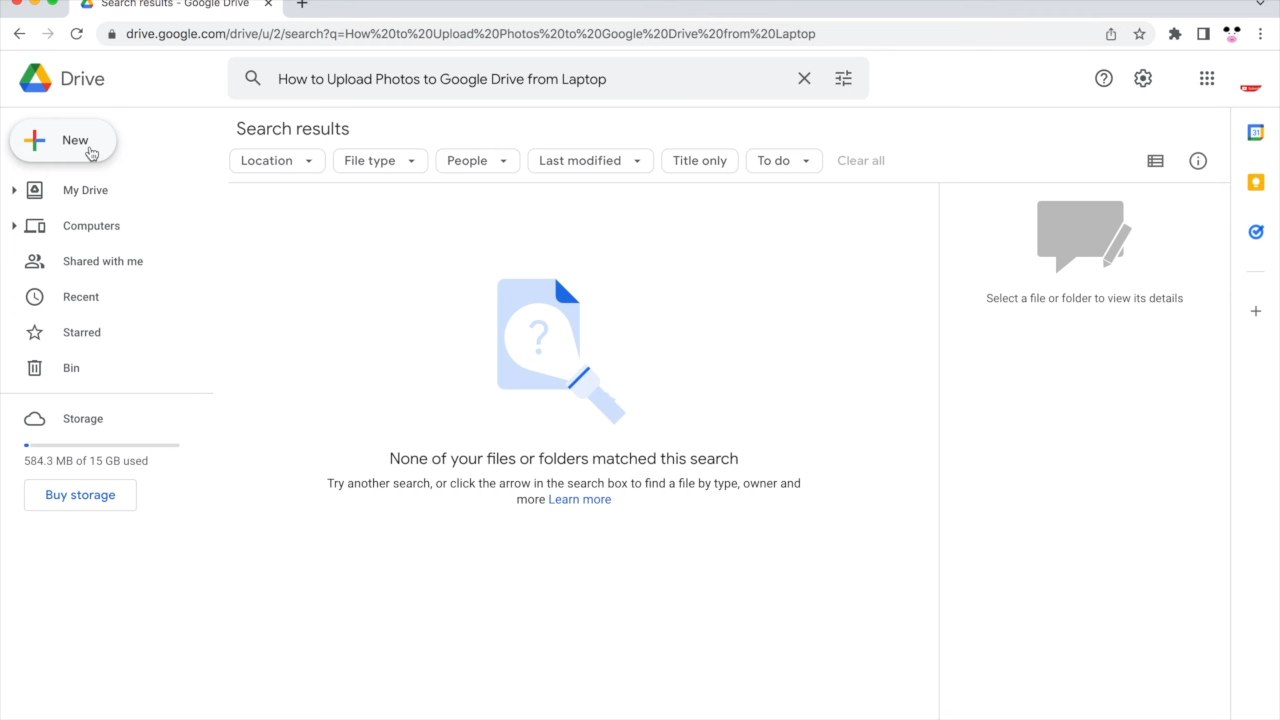 Search results - Google Drive
drive.google.com/drive/u/2/search?q=How%20to%20Upload%20Photos%20to%20Google%20Drive%20from%20Laptop
Drive
How to Upload Photos to Google Drive from Laptop
New
Search results
Location
File type
People
Last modified
Title only
To do
Clear all
My Drive
Computers
Shared with me
Recent
Starred
Bin
Storage
584.3 MB of 15 GB used
Buy storage
None of your files or folders matched this search
Try another search, or click the arrow in the search box to find a file by type, owner and
more Learn more
Select a file or folder to view its details
31